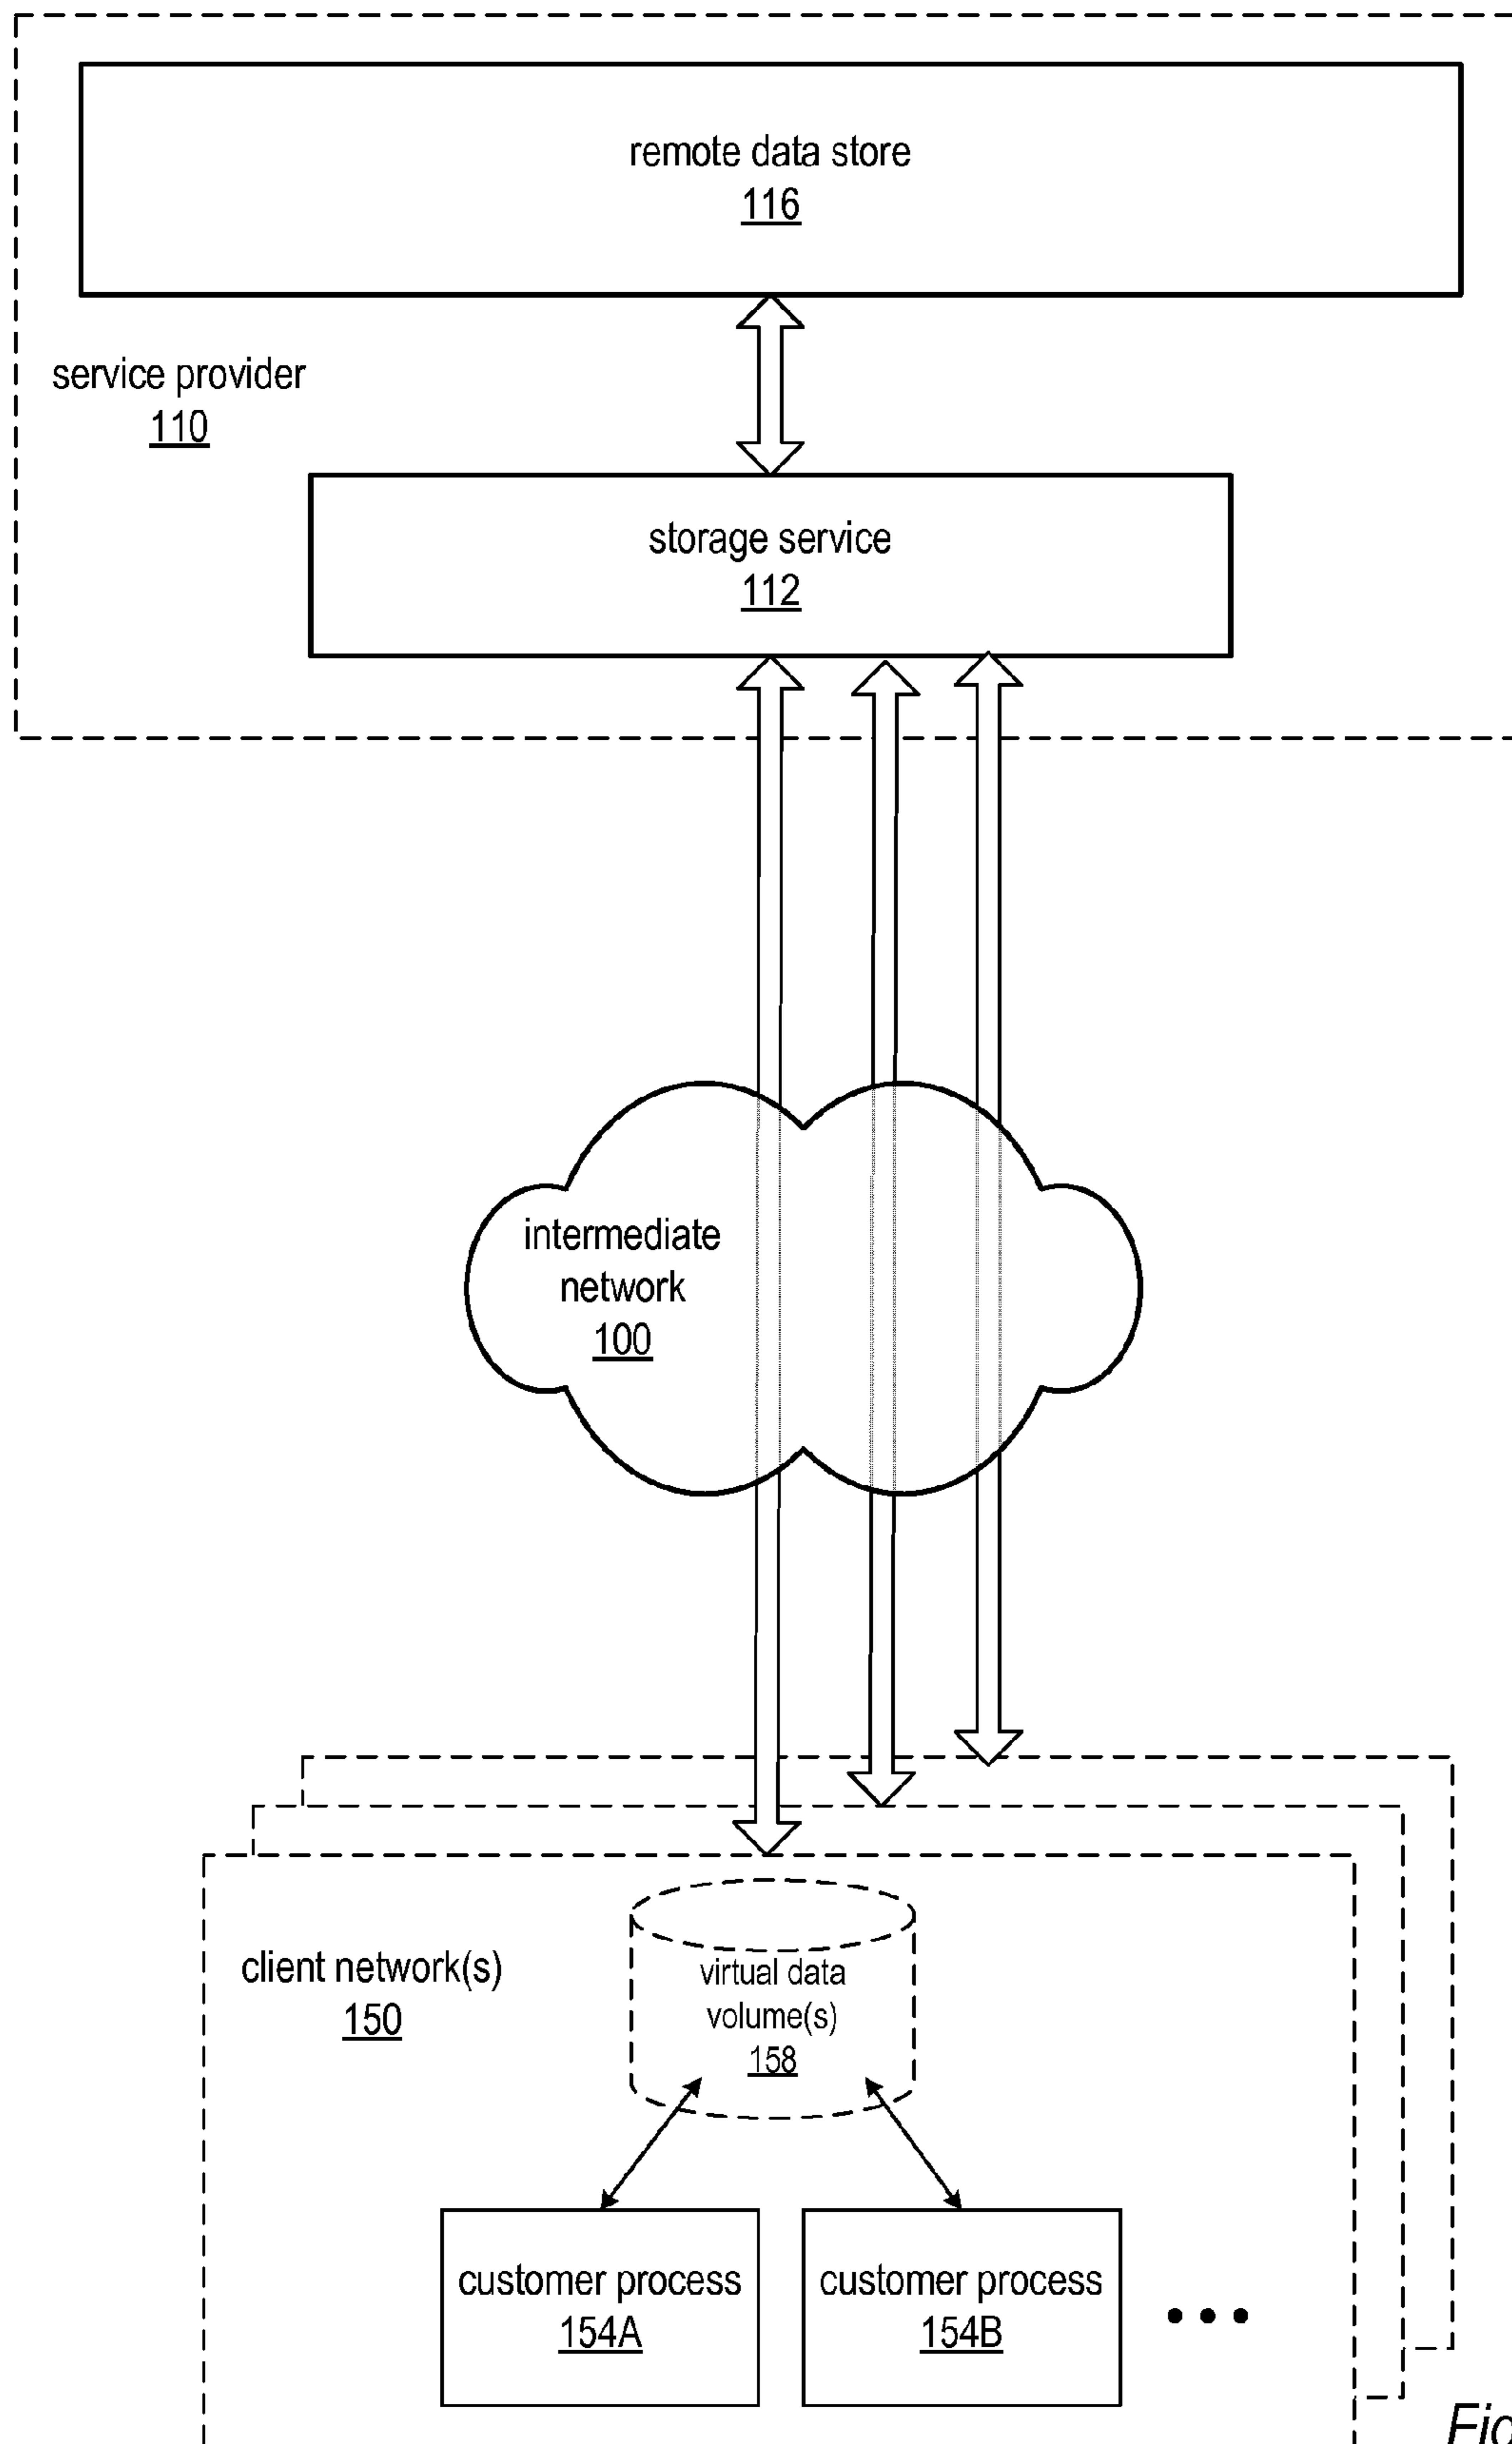 remote data store
116
service provider
110
storage service
112
intermediate
network
100
client network(s)
150
virtual data
volume(s)
158
customer process
154A
customer process
154B